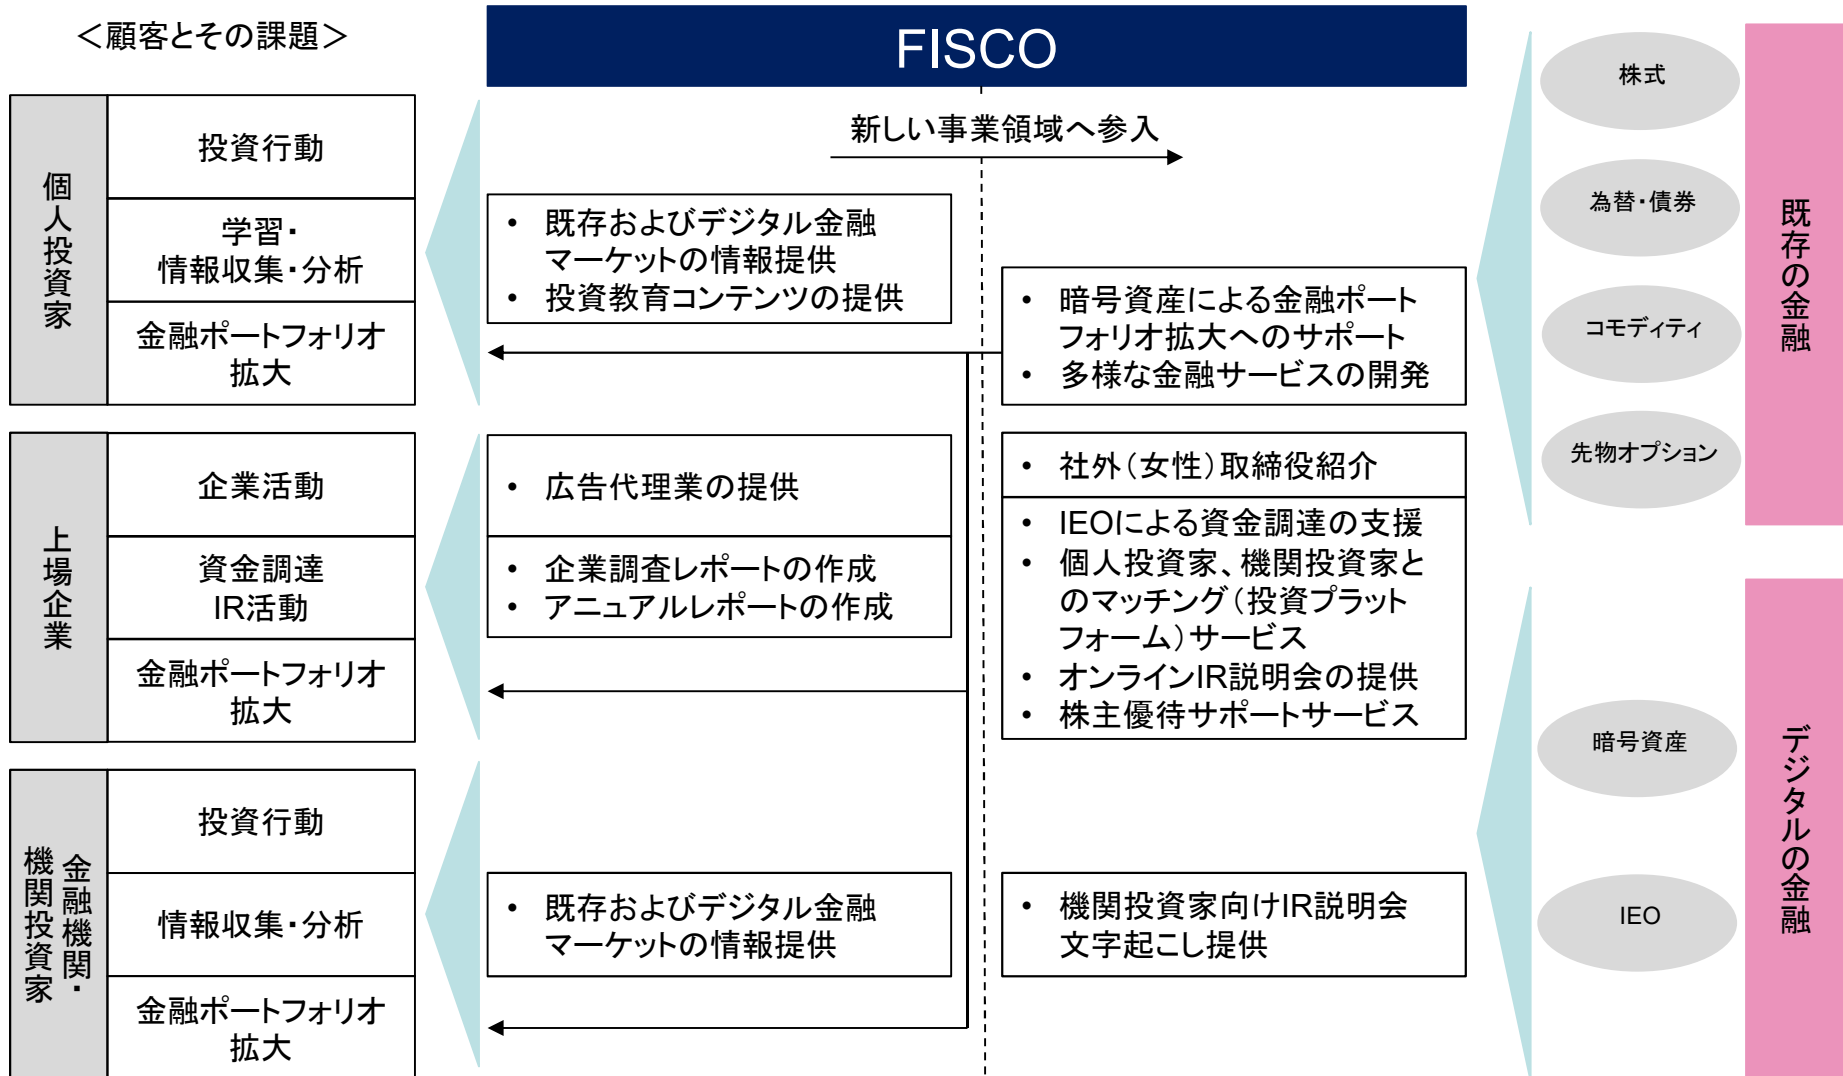 ＜顧客とその課題＞
FISCO
新しい事業領域へ参入
個人投資家
投資行動
学習・
情報収集・分析
金融ポートフォリオ
拡大
• 既存およびデジタル金融
マーケットの情報提供
• 投資教育コンテンツの提供
• 暗号資産による金融ポート
フォリオ拡大へのサポート
• 多様な金融サービスの開発
上場企業
企業活動
資金調達
IR活動
金融ポートフォリオ
拡大
• 広告代理業の提供
• 企業調査レポートの作成
• アニュアルレポートの作成
• 社外（女性）取締役紹介
• IEOによる資金調達の支援
• 個人投資家、機関投資家と
のマッチング（投資プラット
フォーム）サービス
• オンラインIR説明会の提供
• 株主優待サポートサービス
金融機関・
機関投資家
投資行動
情報収集・分析
金融ポートフォリオ
拡大
• 既存およびデジタル金融
マーケットの情報提供
• 機関投資家向けIR説明会
文字起こし提供
株式
為替・債券
コモディティ
先物オプション
既存の金融
暗号資産
IEO
デジタルの金融